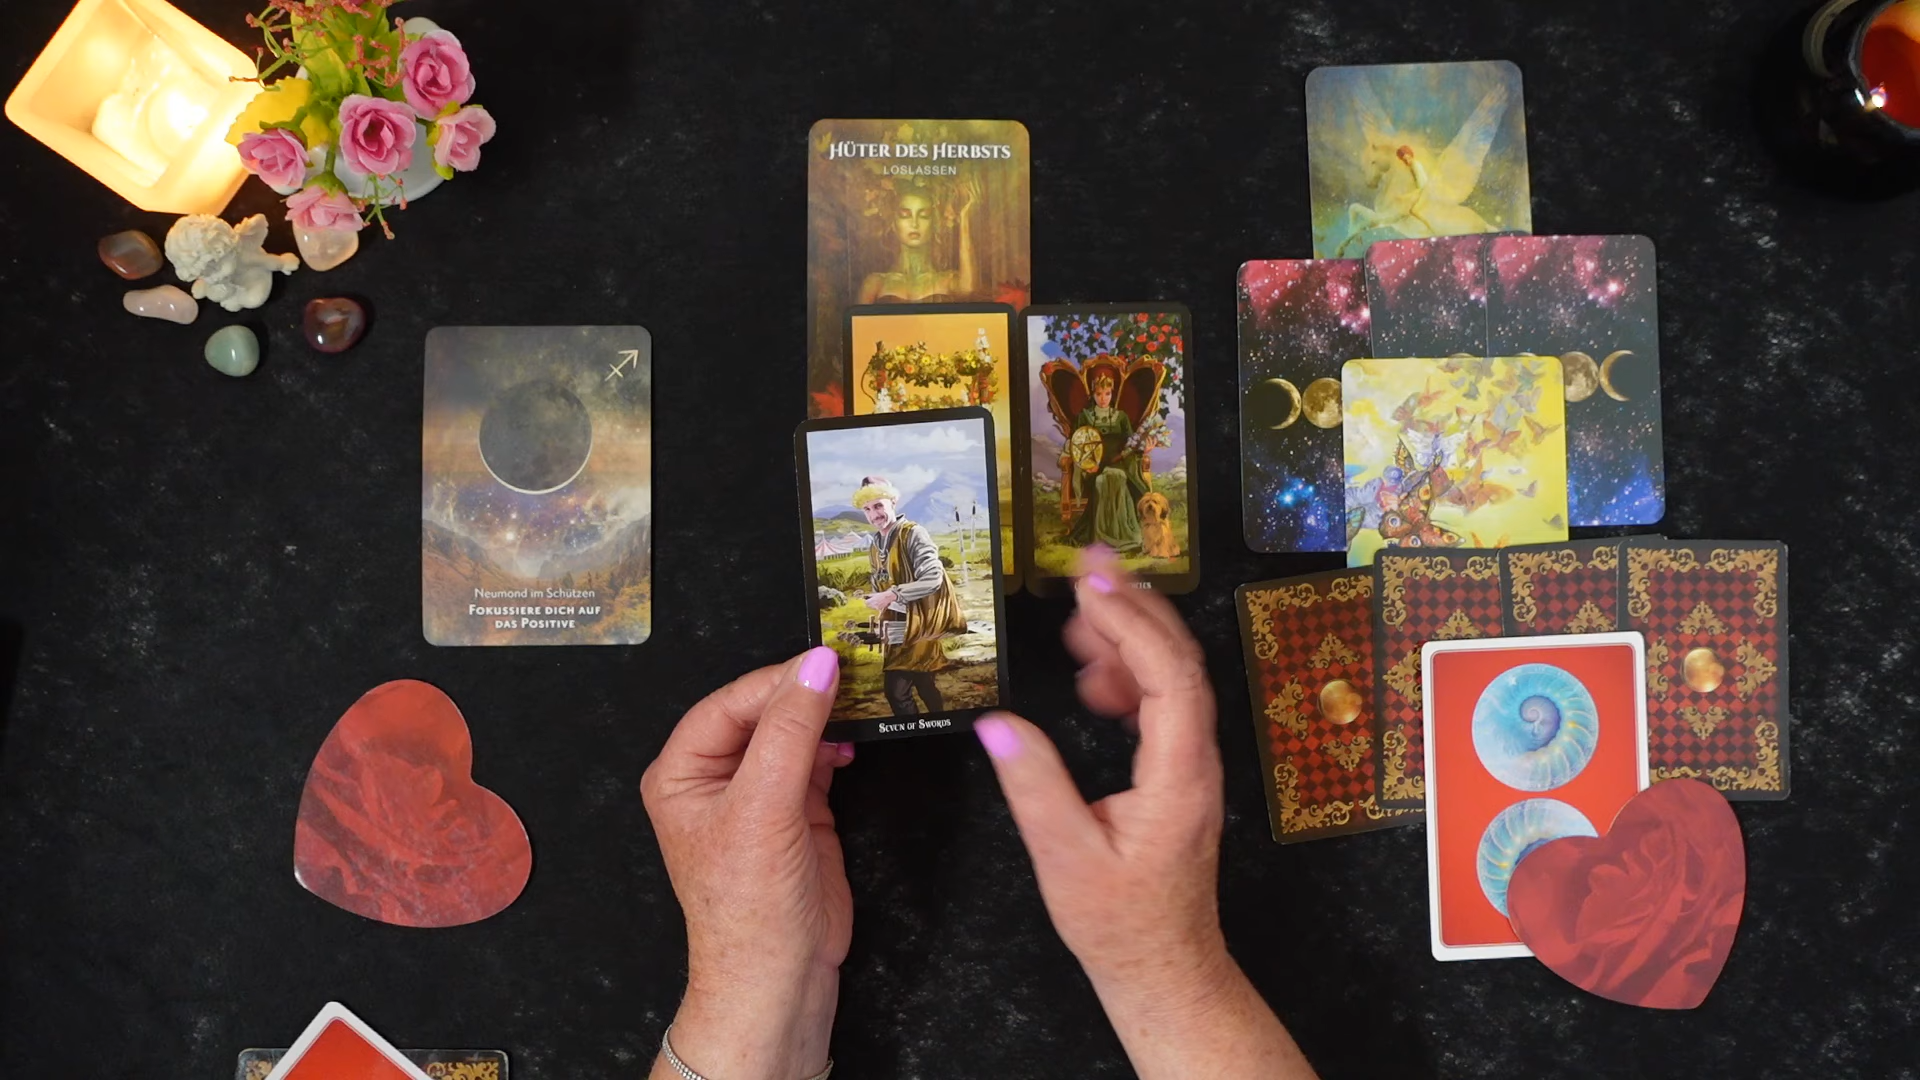 HÜTER DES HERBSTS
LOSLASSEN
Neumond im Schützen
FOKUSSIERE DICH AUF
DAS POSITIVE
SEVEN OF SWORDS